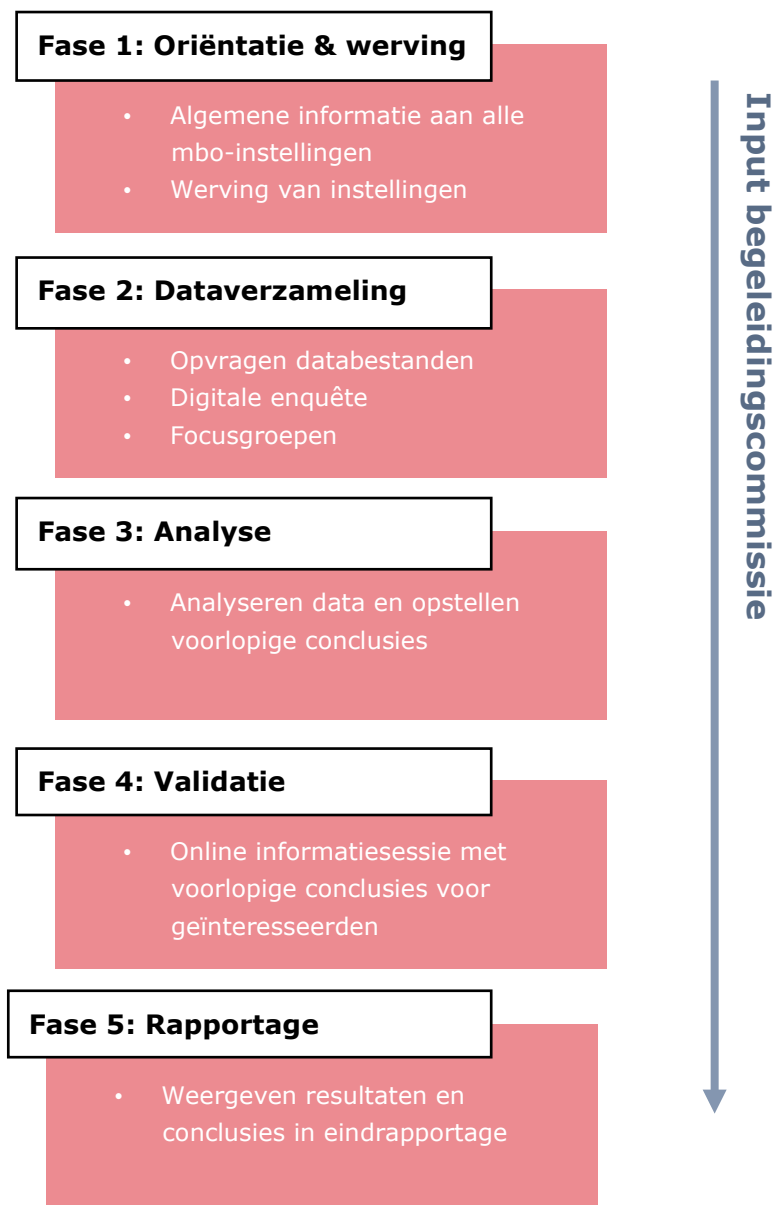 Fase 1: Oriëntatie & werving
• Algemene informatie aan alle
mbo-instellingen
• Werving van instellingen
Fase 2: Dataverzameling
• Opvragen databestanden
• Digitale enquête
• Focusgroepen
Fase 3: Analyse
• Analyseren data en opstellen
voorlopige conclusies
Fase 4: Validatie
• Online informatiesessie met
voorlopige conclusies voor
geïnteresseerden
Fase 5: Rapportage
• Weergeven resultaten en
conclusies in eindrapportage
Input begeleidingscommissie